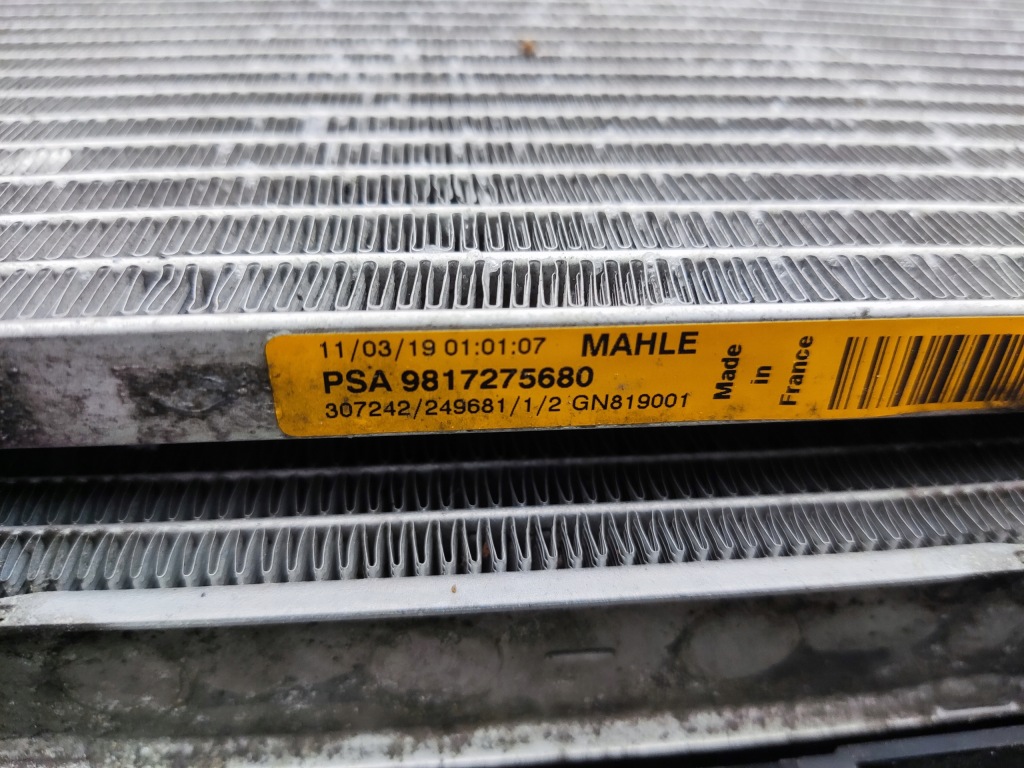 11/03/19 01:01:07 MAHLE
PSA 9817275680
307242/249681/1/2 GN819001
Made
in
France